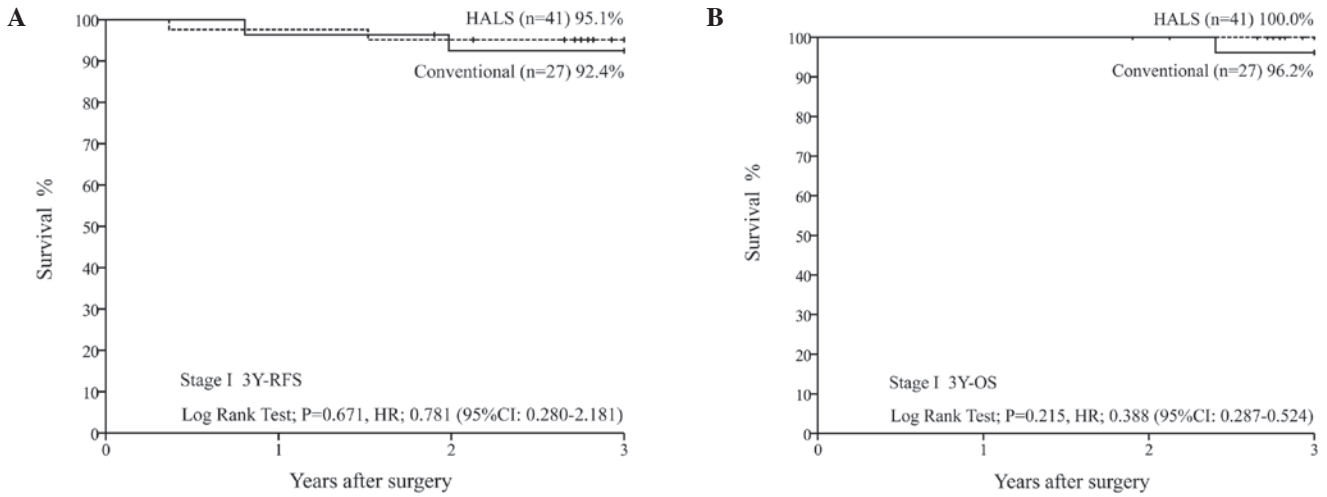 A
HALS (n=41) 95.1%
Conventional (n=27) 92.4%
100
90
80
70
60
50
40
30
20
10
0
Survival %
Stage I 3Y-RFS
Log Rank Test; P=0.671, HR; 0.781 (95%CI: 0.280-2.181)
0 1 2 3
Years after surgery
B
HALS (n=41) 100.0%
Conventional (n=27) 96.2%
100
90
80
70
60
50
40
30
20
10
0
Survival %
Stage I 3Y-OS
Log Rank Test; P=0.215, HR; 0.388 (95%CI: 0.287-0.524)
0 1 2 3
Years after surgery